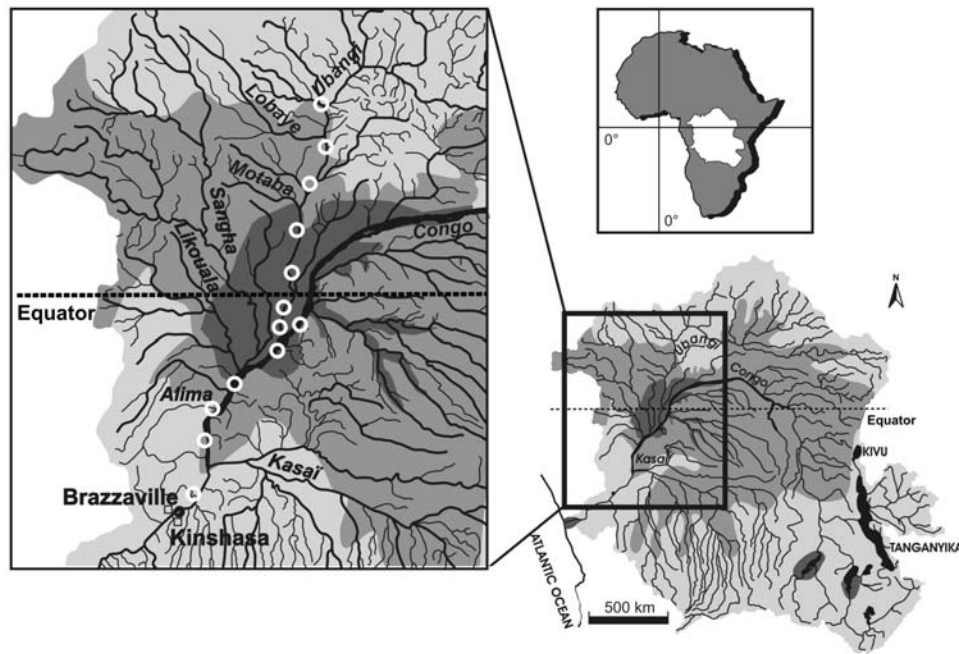 Ubangi
Lobaye
Motaba
Sangha
Likouala
Congo
Equator
Alima
Kasaï
Brazzaville
Kinshasa
0°
0°
N
Ubangi
Congo
Equator
KIVU
Kasaï
TANGANYIKA
ATLANTIC OCEAN
500 km